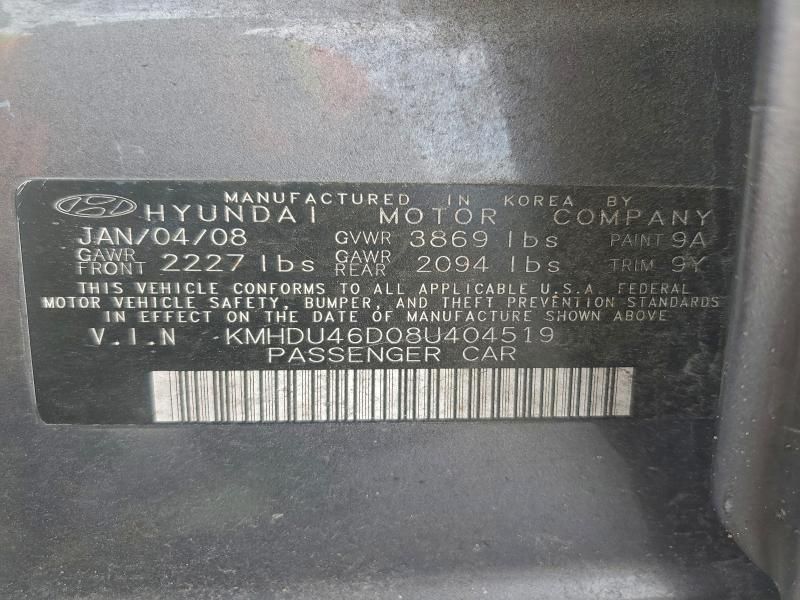 MANUFACTURED IN KOREA BY
HYUNDAI MOTOR COMPANY
JAN/04/08 GVWR 3869 lbs PAINT 9A
GAWR FRONT 2227 lbs GAWR REAR 2094 lbs TRIM 9Y
THIS VEHICLE CONFORMS TO ALL APPLICABLE U.S.A. FEDERAL
MOTOR VEHICLE SAFETY, BUMPER, AND THEFT PREVENTION STANDARDS
IN EFFECT ON THE DATE OF MANUFACTURE SHOWN ABOVE.
V.I.N KMHDU46D08U404519
PASSENGER CAR